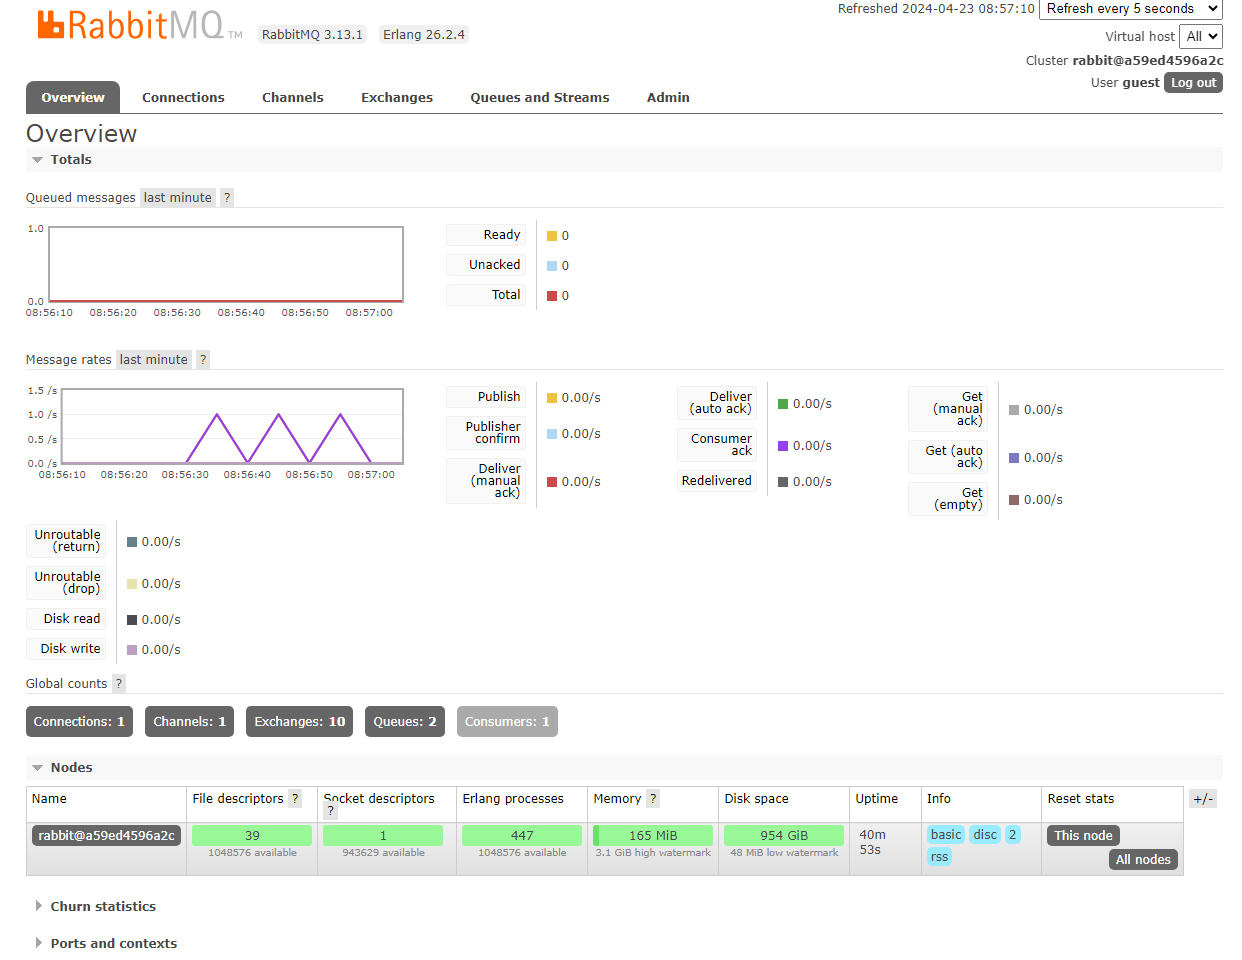 RabbitMQ TM RabbitMQ 3.13.1 Erlang 26.2.4
Refreshed 2024-04-23 08:57:10 Refresh every 5 seconds
Virtual host All
Cluster rabbit@a59ed4596a2c
User guest Log out
Overview Connections Channels Exchanges Queues and Streams Admin
Overview
Totals
Queued messages last minute ?
1.0
0.0
08:56:10 08:56:20 08:56:30 08:56:40 08:56:50 08:57:00
Ready 0
Unacked 0
Total 0
Message rates last minute ?
1.5 /s
1.0 /s
0.5 /s
0.0 /s
08:56:10 08:56:20 08:56:30 08:56:40 08:56:50 08:57:00
Publish 0.00/s
Publisher
confirm 0.00/s
Deliver
(manual
ack) 0.00/s
Deliver
(auto ack) 0.00/s
Consumer
ack 0.00/s
Redelivered 0.00/s
Get
(manual
ack) 0.00/s
Get (auto
ack) 0.00/s
Get
(empty) 0.00/s
Unroutable
(return) 0.00/s
Unroutable
(drop) 0.00/s
Disk read 0.00/s
Disk write 0.00/s
Global counts ?
Connections: 1 Channels: 1 Exchanges: 10 Queues: 2 Consumers: 1
Nodes
Name File descriptors ? Socket descriptors ? Erlang processes Memory ? Disk space Uptime Info Reset stats +/-
rabbit@a59ed4596a2c 39 1 447 165 MiB 954 GiB 40m 53s basic disc 2 rss This node All nodes
1048576 available 943629 available 1048576 available 3.1 GiB high watermark 48 MiB low watermark
Churn statistics
Ports and contexts